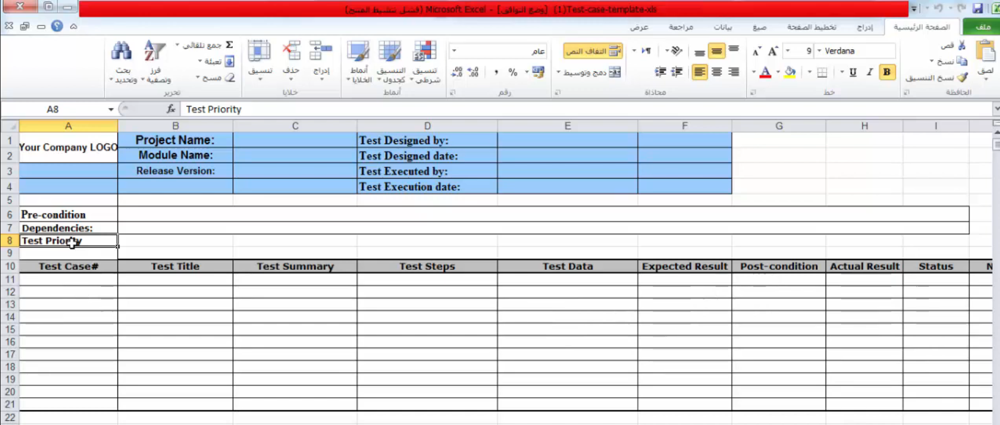 Test-case-template-xls(1) [وضع التوافق] - Microsoft Excel (فشل تنشيط المنتج)
ملف الصفحة الرئيسية إدراج تخطيط الصفحة صيغ بيانات مراجعة عرض
لصق
قص
نسخ
نسخ التنسيق
الحافظة
Verdana 9
B I U A
خط
التفاف النص
دمج وتوسيط
محاذاة
عام
%
رقم
تنسيق شرطي
التنسيق كجدول
أنماط الخلايا
أنماط
إدراج
حذف
تنسيق
خلايا
Σ جمع تلقائي
تعبئة
مسح
فرز وتصفية
بحث وتحديد
تحرير
A8 fx Test Priority
A B C D E F G H I
1 Your Company LOGO Project Name: Test Designed by:
2 Module Name: Test Designed date:
3 Release Version: Test Executed by:
4 Test Execution date:
5
6 Pre-condition
7 Dependencies:
8 Test Priority
9
10 Test Case# Test Title Test Summary Test Steps Test Data Expected Result Post-condition Actual Result Status N
11
12
13
14
15
16
17
18
19
20
21
22